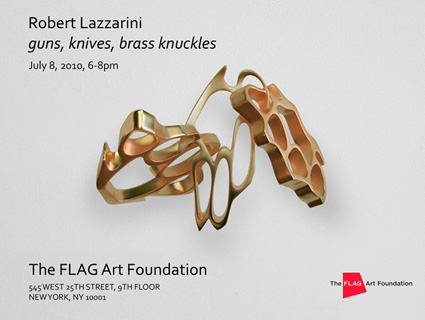 Robert Lazzarini
guns, knives, brass knuckles
July 8, 2010, 6-8pm
The FLAG Art Foundation
545 WEST 25TH STREET, 9TH FLOOR
NEW YORK, NY 10001
The FLAG Art Foundation